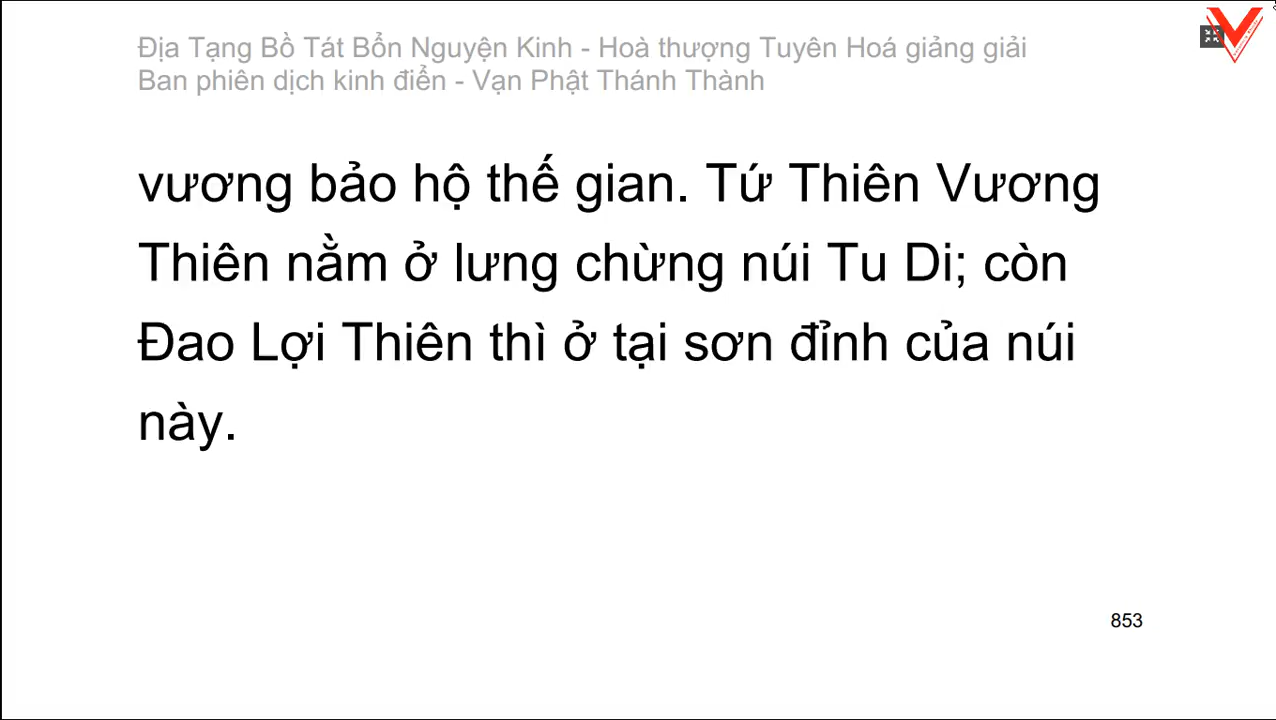 Địa Tạng Bồ Tát Bổn Nguyện Kinh - Hoà thượng Tuyên Hoá giảng giải
Ban phiên dịch kinh điển - Vạn Phật Thánh Thành
vương bảo hộ thế gian. Tứ Thiên Vương
Thiên nằm ở lưng chừng núi Tu Di; còn
Đao Lợi Thiên thì ở tại sơn đỉnh của núi
này.
853